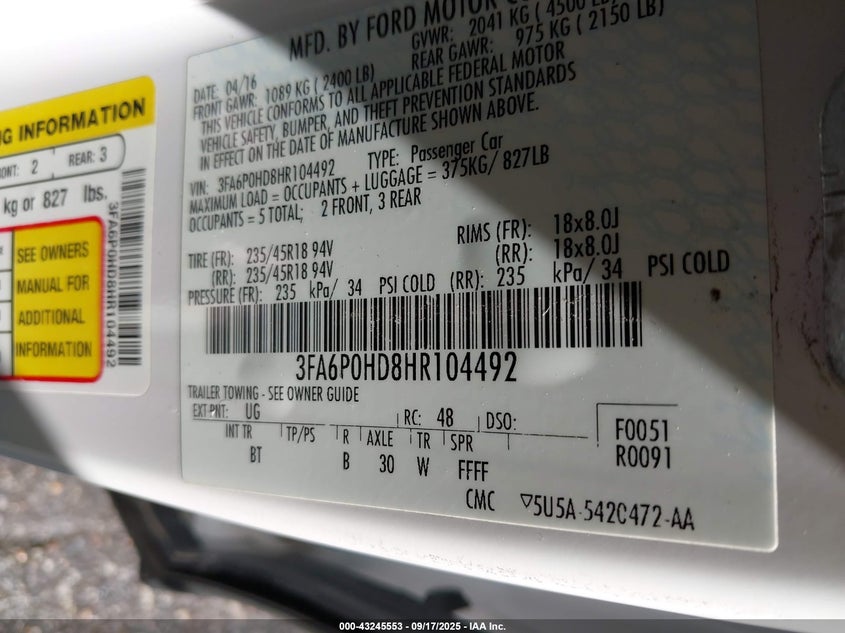 MFD. BY FORD MOTOR
GVWR: 2041 KG ( 4500 LB)
DATE: 04/16
REAR GAWR: 975 KG ( 2150 LB)
FRONT GAWR: 1089 KG ( 2400 LB)
THIS VEHICLE CONFORMS TO ALL APPLICABLE FEDERAL MOTOR
VEHICLE SAFETY, BUMPER, AND THEFT PREVENTION STANDARDS
IN EFFECT ON THE DATE OF MANUFACTURE SHOWN ABOVE.
VIN: 3FA6P0HD8HR104492 TYPE: Passenger Car
MAXIMUM LOAD = OCCUPANTS + LUGGAGE = 375KG/ 827LB
OCCUPANTS = 5 TOTAL; 2 FRONT, 3 REAR
TIRE (FR): 235/45R18 94V RIMS (FR): 18x8.0J
(RR): 235/45R18 94V (RR): 18x8.0J
PRESSURE (FR): 235 kPa/ 34 PSI COLD (RR): 235 kPa/ 34 PSI COLD
3FA6P0HD8HR104492
TRAILER TOWING - SEE OWNER GUIDE
EXT PNT: UG RC: 48 DSO:
INT TR TP/PS R AXLE TR SPR
BT B 30 W FFFF
F0051
R0091
CMC ▽5U5A-542C472-AA
INFORMATION
2 REAR: 3
kg or 827 lbs.
SEE OWNERS
MANUAL FOR
ADDITIONAL
INFORMATION
3FA6P0HD8HR104492
000-43245553 - 09/17/2025 - IAA Inc.